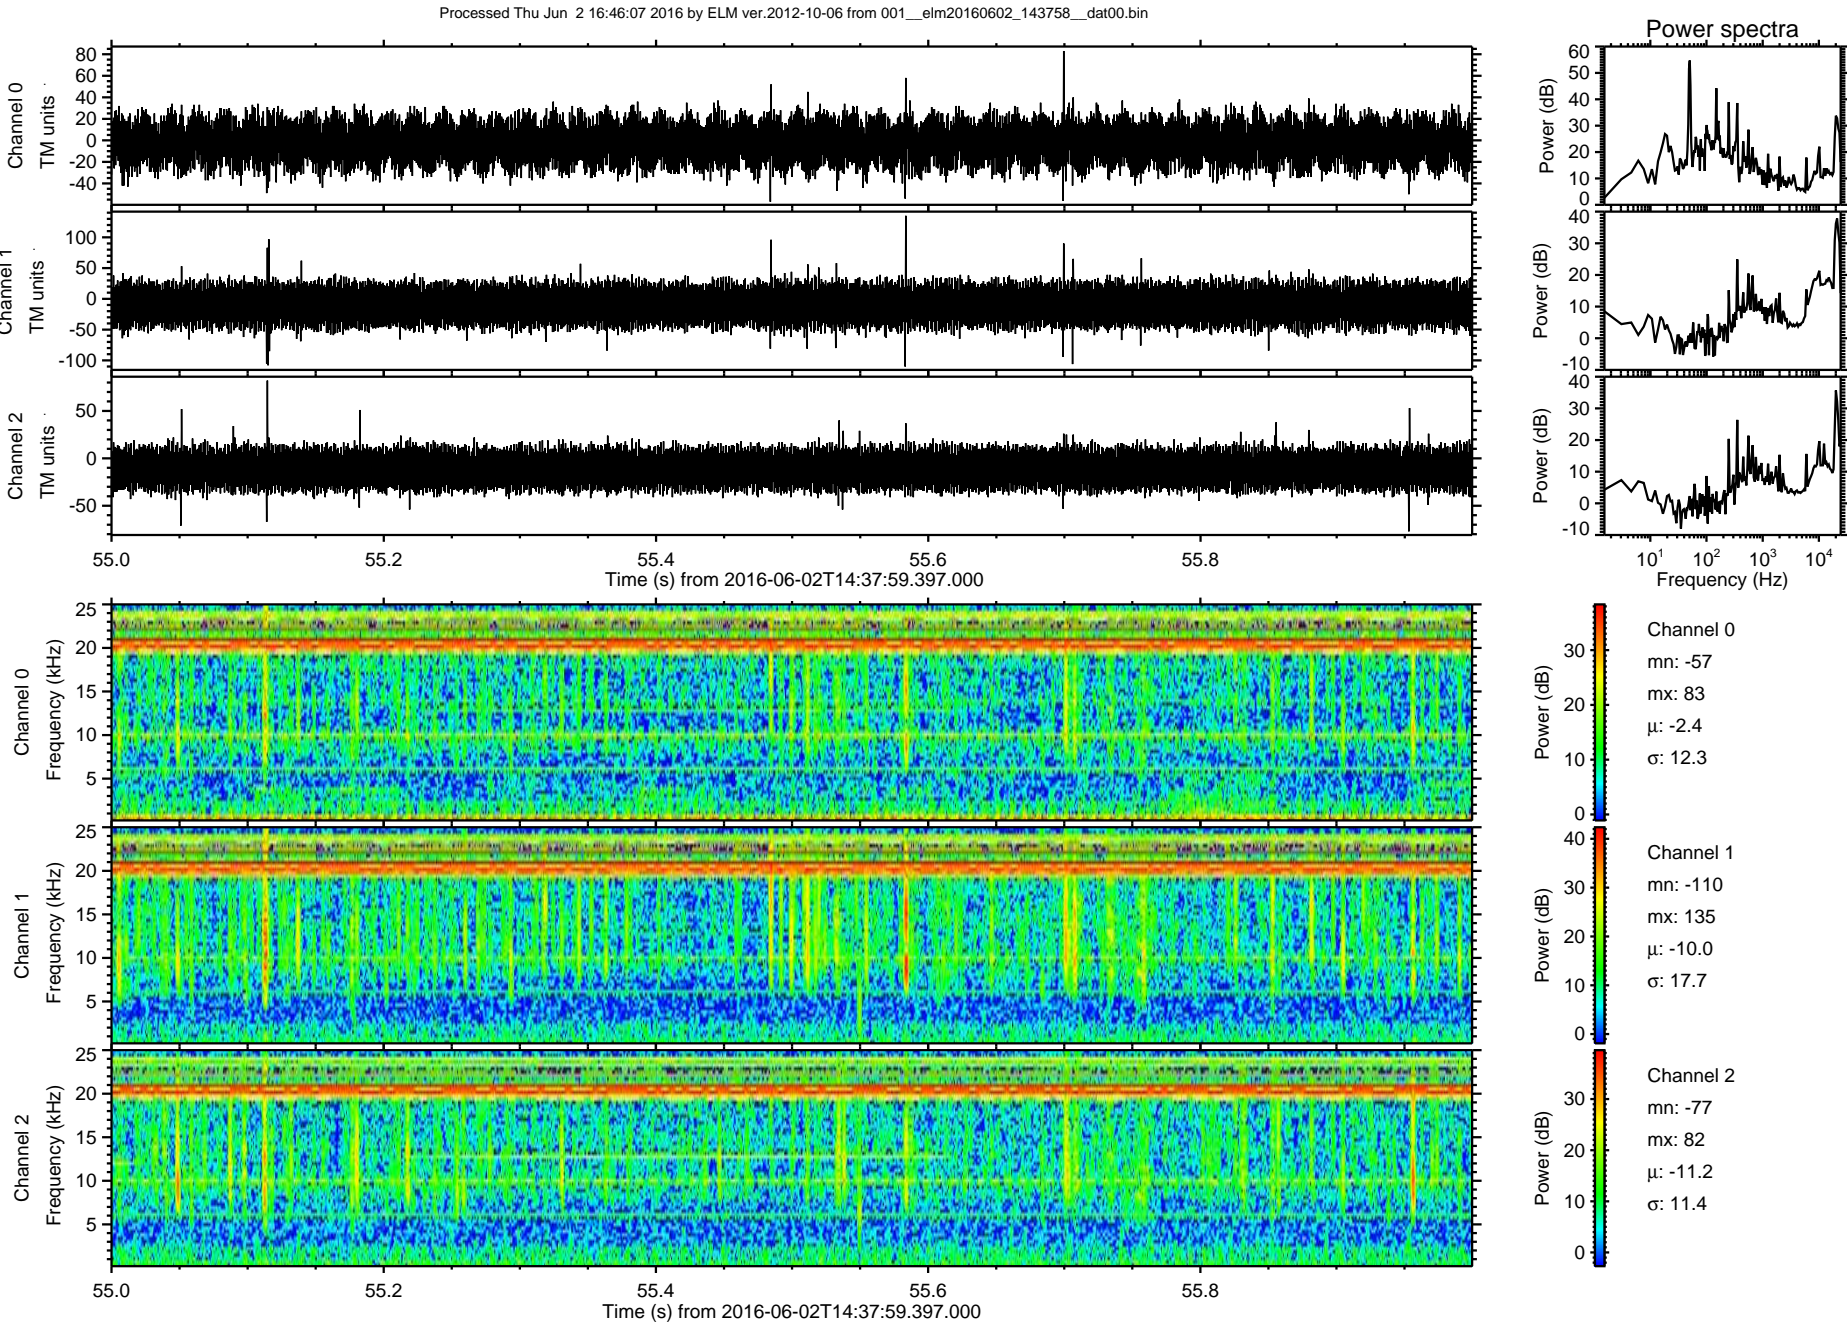 Processed Thu Jun  2 16:46:07 2016 by ELM ver.2012-10-06 from 001__elm20160602_143758__dat00.bin
Power spectra
Channel 0
TM units
80
60
40
20
0
-20
-40
Power (dB)
60
50
40
30
20
10
0
Channel 1
TM units
100
50
0
-50
-100
Power (dB)
40
30
20
10
0
-10
Channel 2
TM units
50
0
-50
Power (dB)
40
30
20
10
0
-10
55.0 55.2 55.4 55.6 55.8
Time (s) from 2016-06-02T14:37:59.397.000
10^1 10^2 10^3 10^4
Frequency (Hz)
Channel 0
Frequency (kHz)
25
20
15
10
5
Power (dB)
30
20
10
0
Channel 0
mn: -57
mx: 83
μ: -2.4
σ: 12.3
Channel 1
Frequency (kHz)
25
20
15
10
5
Power (dB)
40
30
20
10
0
Channel 1
mn: -110
mx: 135
μ: -10.0
σ: 17.7
Channel 2
Frequency (kHz)
25
20
15
10
5
Power (dB)
30
20
10
0
Channel 2
mn: -77
mx: 82
μ: -11.2
σ: 11.4
55.0 55.2 55.4 55.6 55.8
Time (s) from 2016-06-02T14:37:59.397.000